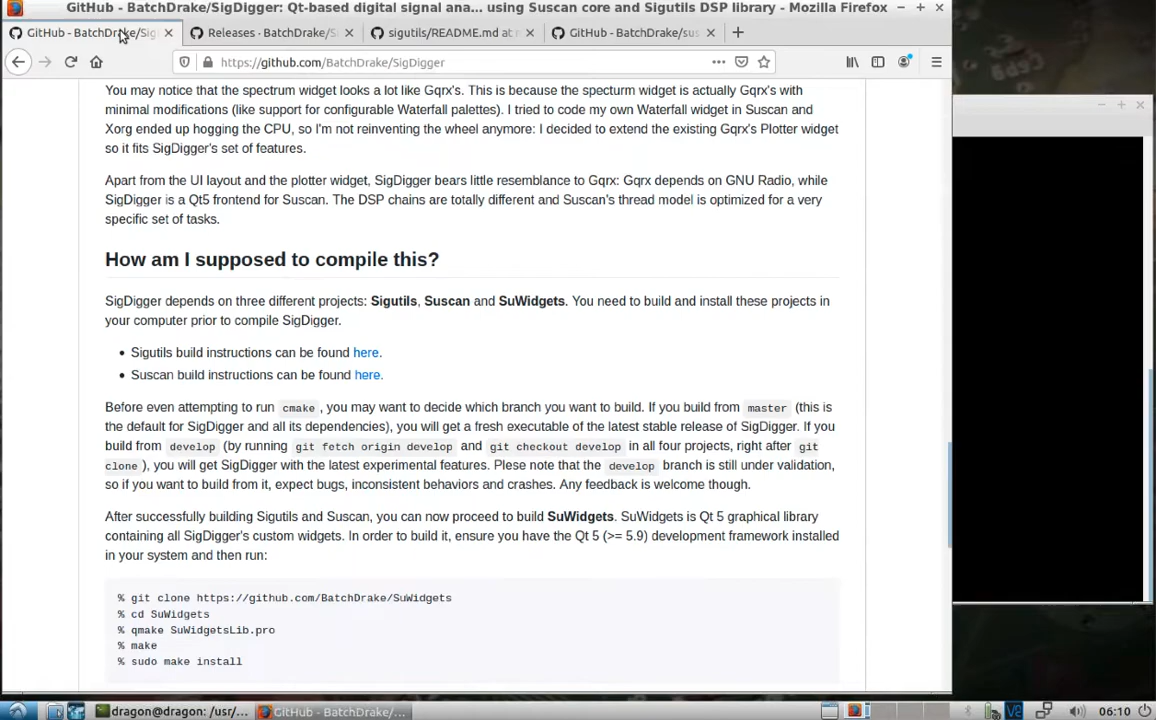 GitHub - BatchDrake/SigDigger: Qt-based digital signal ana... using Suscan core and Sigutils DSP library - Mozilla Firefox
GitHub - BatchDrake/Sig
Releases · BatchDrake/S
sigutils/README.md at m
GitHub - BatchDrake/sus
https://github.com/BatchDrake/SigDigger
You may notice that the spectrum widget looks a lot like Gqrx's. This is because the specturm widget is actually Gqrx's with
minimal modifications (like support for configurable Waterfall palettes). I tried to code my own Waterfall widget in Suscan and
Xorg ended up hogging the CPU, so I'm not reinventing the wheel anymore: I decided to extend the existing Gqrx's Plotter widget
so it fits SigDigger's set of features.
Apart from the UI layout and the plotter widget, SigDigger bears little resemblance to Gqrx: Gqrx depends on GNU Radio, while
SigDigger is a Qt5 frontend for Suscan. The DSP chains are totally different and Suscan's thread model is optimized for a very
specific set of tasks.
How am I supposed to compile this?
SigDigger depends on three different projects: Sigutils, Suscan and SuWidgets. You need to build and install these projects in
your computer prior to compile SigDigger.
• Sigutils build instructions can be found here.
• Suscan build instructions can be found here.
Before even attempting to run cmake , you may want to decide which branch you want to build. If you build from master (this is
the default for SigDigger and all its dependencies), you will get a fresh executable of the latest stable release of SigDigger. If you
build from develop (by running git fetch origin develop and git checkout develop in all four projects, right after git
clone ), you will get SigDigger with the latest experimental features. Plese note that the develop branch is still under validation,
so if you want to build from it, expect bugs, inconsistent behaviors and crashes. Any feedback is welcome though.
After successfully building Sigutils and Suscan, you can now proceed to build SuWidgets. SuWidgets is Qt 5 graphical library
containing all SigDigger's custom widgets. In order to build it, ensure you have the Qt 5 (>= 5.9) development framework installed
in your system and then run:
% git clone https://github.com/BatchDrake/SuWidgets
% cd SuWidgets
% qmake SuWidgetsLib.pro
% make
% sudo make install
dragon@dragon: /usr/...
GitHub - BatchDrake/...
06:10